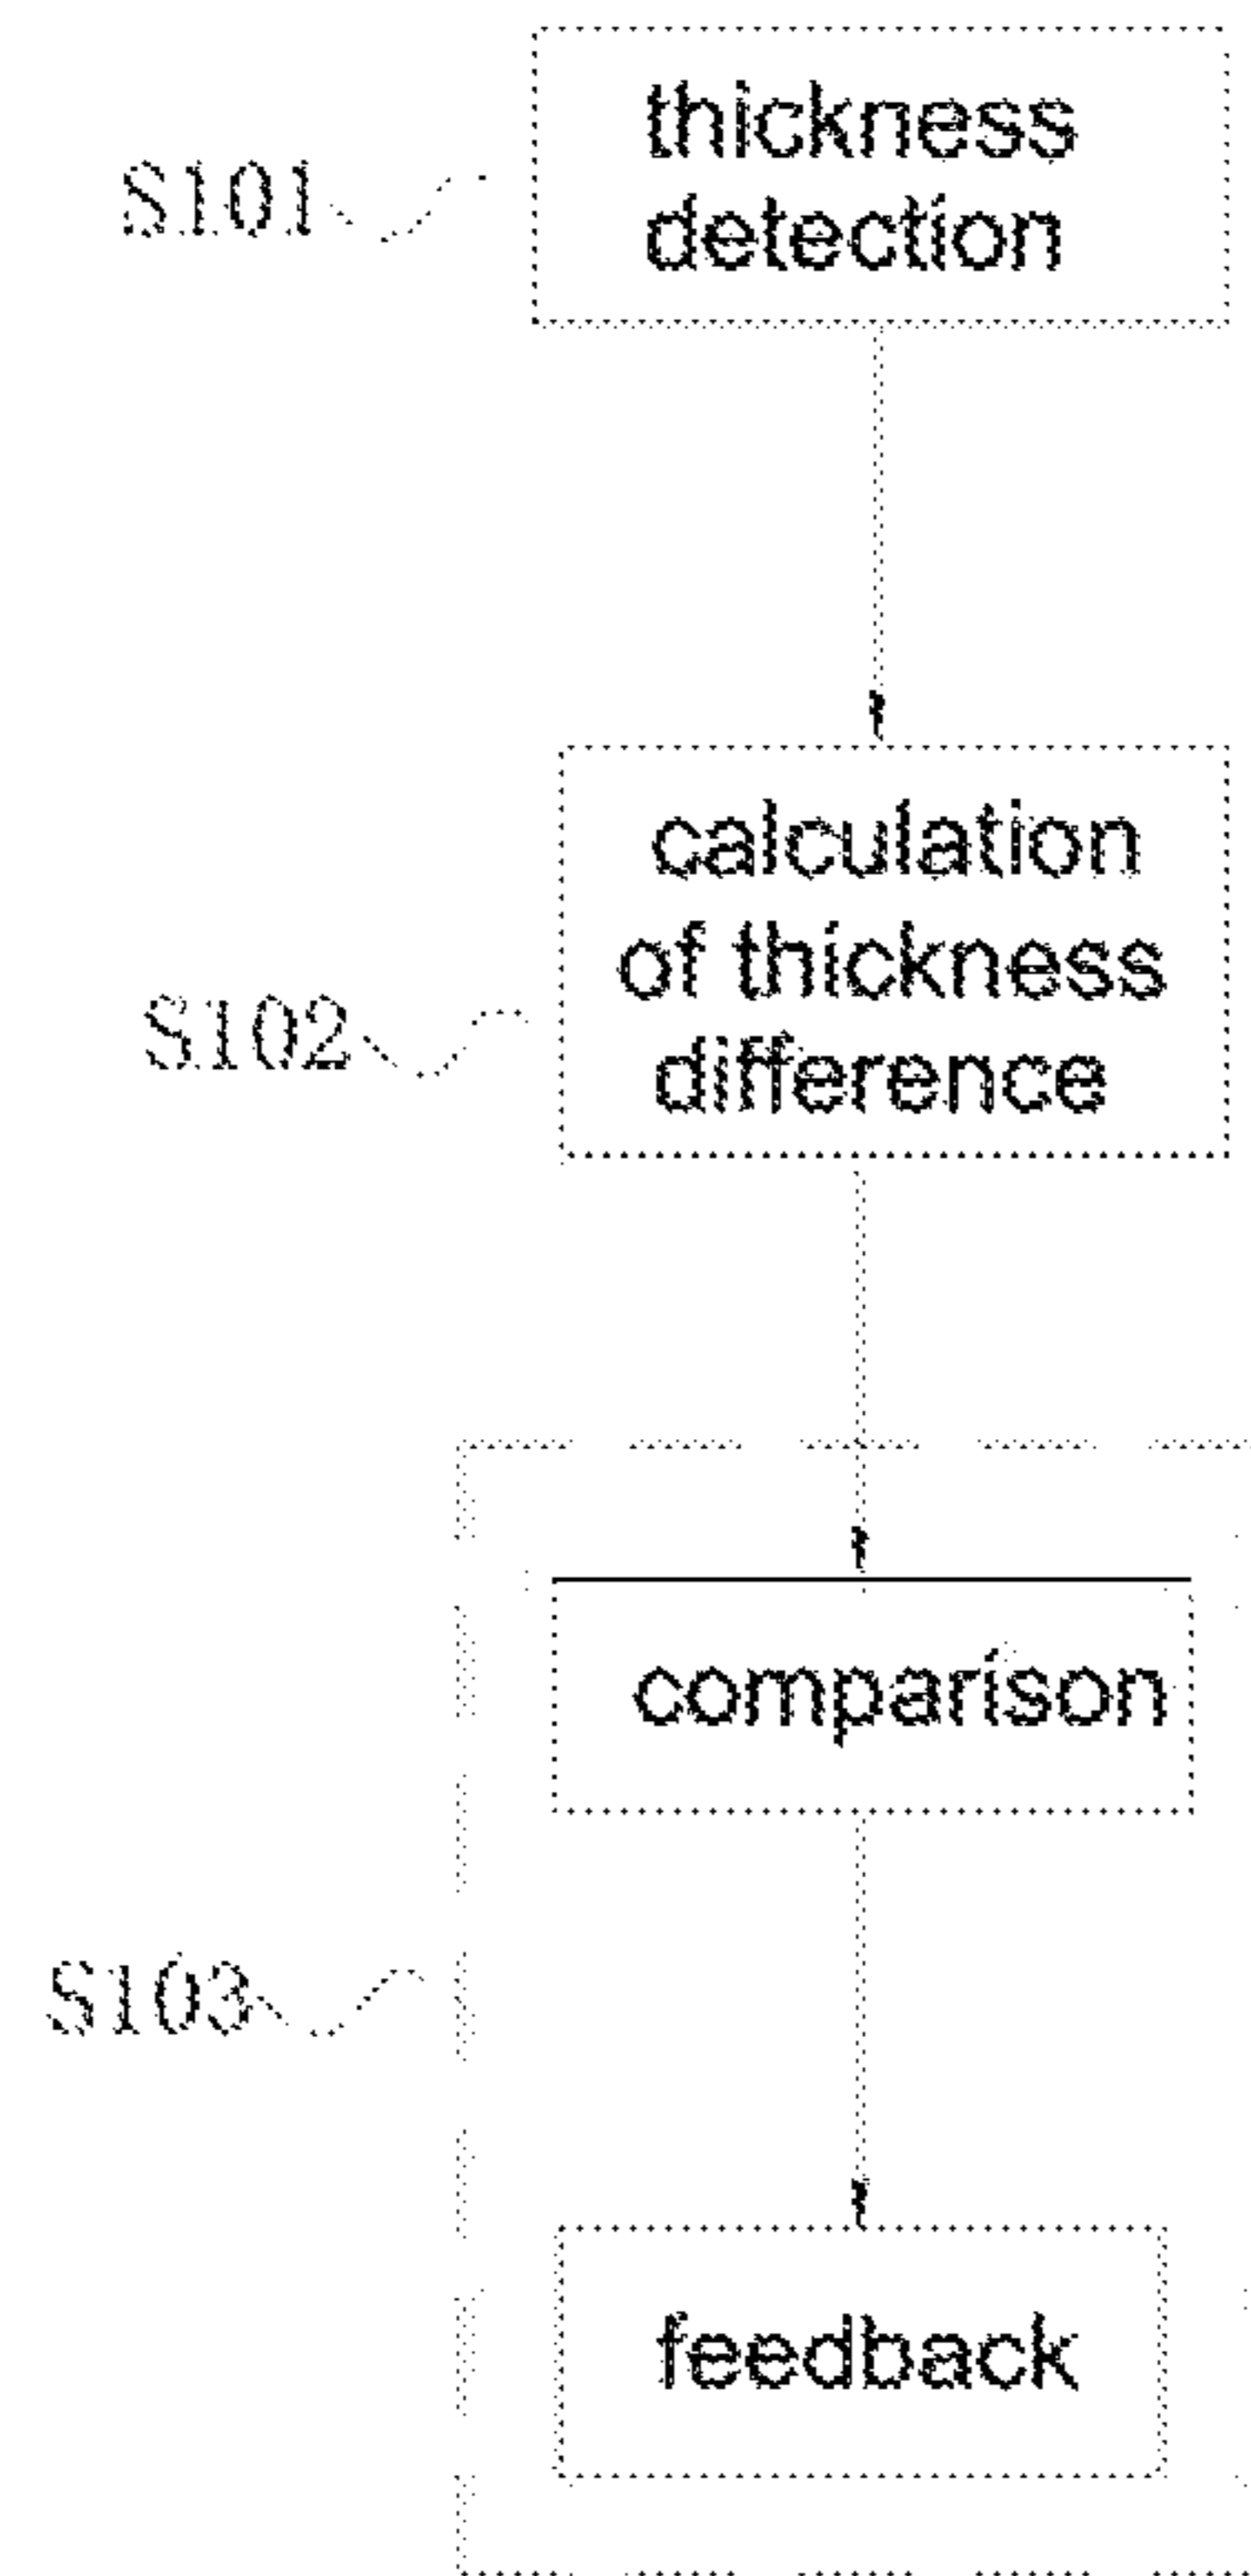 thickness
detection
S101
calculation
of thickness
difference
S102
comparison
S103
feedback